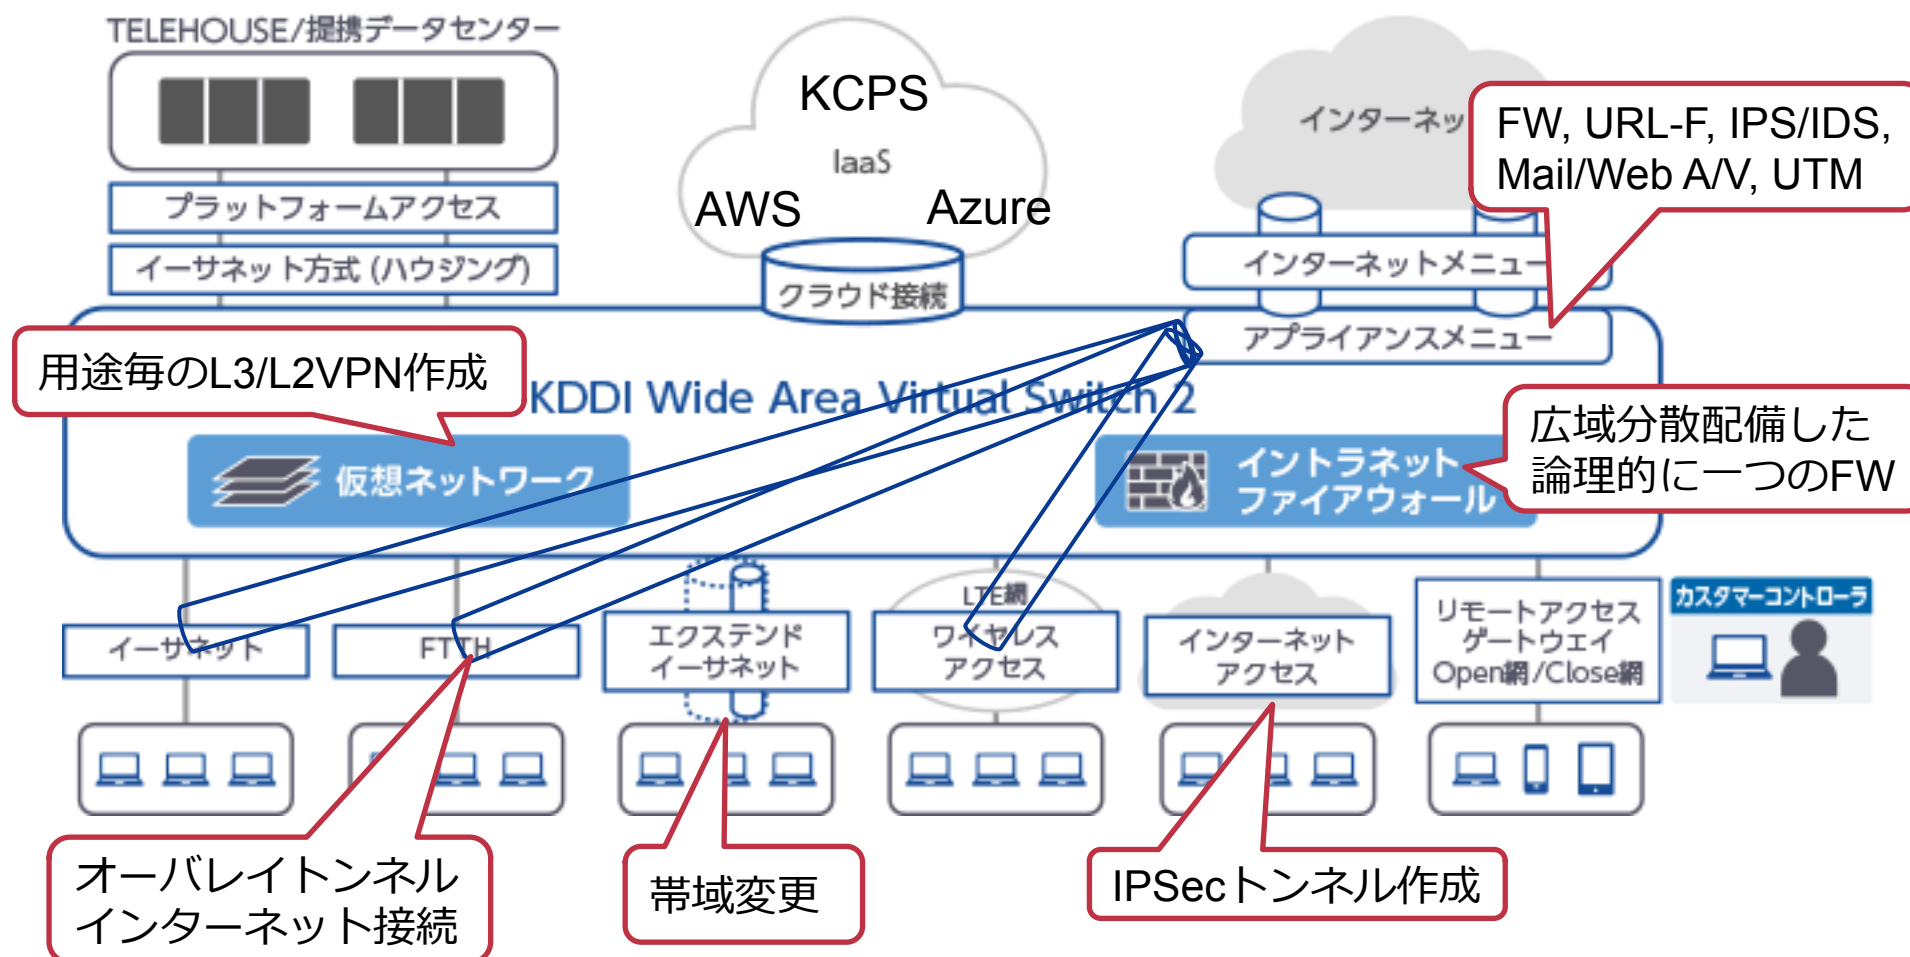 TELEHOUSE/提携データセンター
プラットフォームアクセス
イーサネット方式 (ハウジング)
KCPS
IaaS
AWS
Azure
クラウド接続
インターネッ
FW, URL-F, IPS/IDS,
Mail/Web A/V, UTM
インターネットメニュー
アプライアンスメニュー
用途毎のL3/L2VPN作成
KDDI Wide Area Virtual Switch 2
仮想ネットワーク
イントラネット
ファイアウォール
広域分散配備した
論理的に一つのFW
イーサネット
FTTH
エクステンド
イーサネット
LTE網
ワイヤレス
アクセス
インターネット
アクセス
リモートアクセス
ゲートウェイ
Open網/Close網
カスタマーコントローラ
オーバレイトンネル
インターネット接続
帯域変更
IPSecトンネル作成